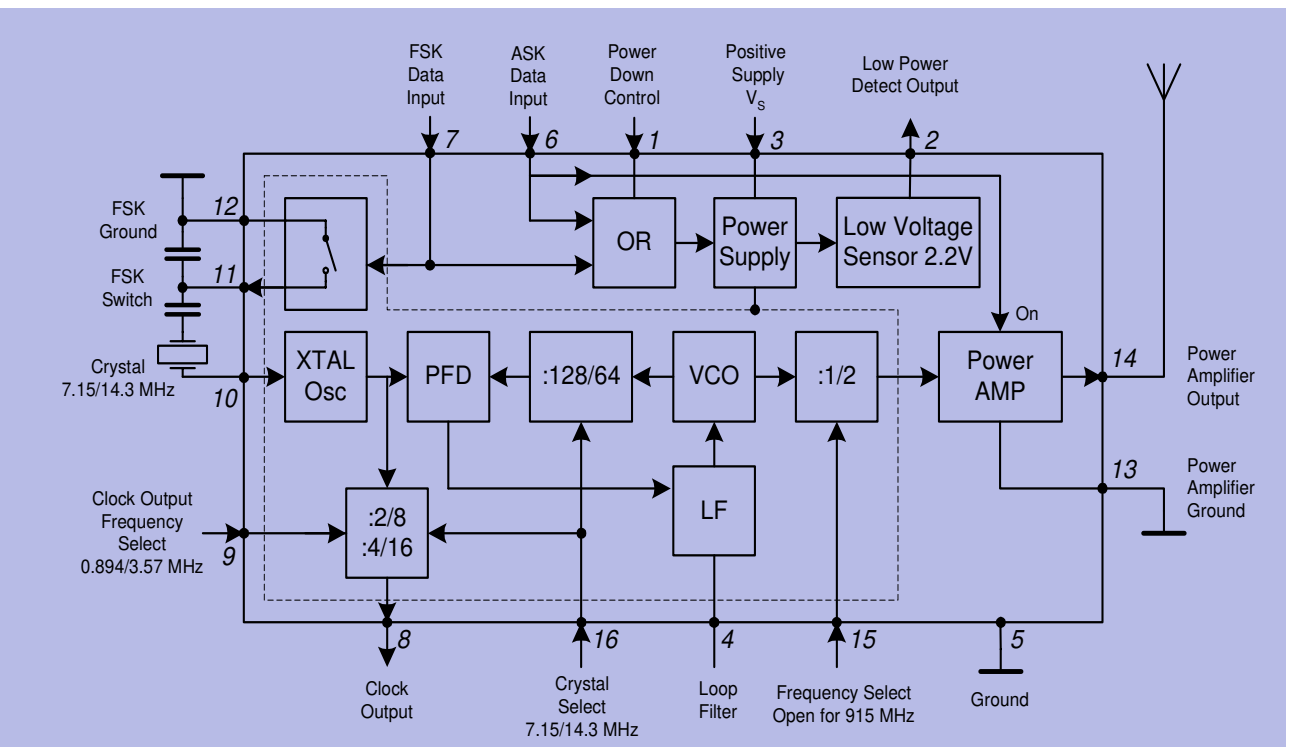 FSK
Data
Input
ASK
Data
Input
Power
Down
Control
Positive
Supply
VS
Low Power
Detect Output
7
6
1
3
2
FSK
Ground
12
OR
Power
Supply
Low Voltage
Sensor 2.2V
11
FSK
Switch
On
Crystal
7.15/14.3 MHz
10
XTAL
Osc
PFD
:128/64
VCO
:1/2
Power
AMP
14
Power
Amplifier
Output
13
Power
Amplifier
Ground
Clock Output
Frequency
Select
0.894/3.57 MHz
9
:2/8
:4/16
LF
8
16
4
15
5
Clock
Output
Crystal
Select
7.15/14.3 MHz
Loop
Filter
Frequency Select
Open for 915 MHz
Ground